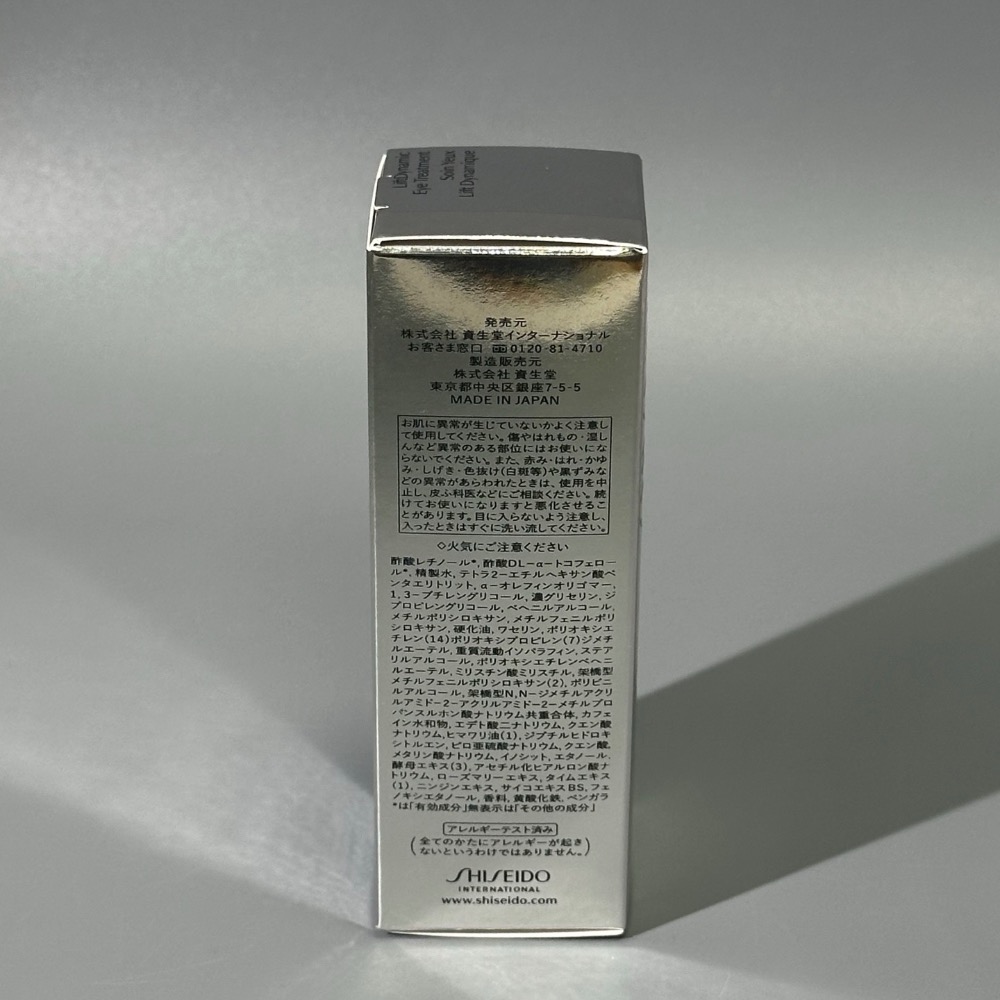 LiftDynamic
Eye Treatment
Soin Yeux
Lift Dynamique
発売元
株式会社 資生堂インターナショナル
お客さま窓口 0120-81-4710
製造販売元
株式会社 資生堂
東京都中央区銀座7-5-5
MADE IN JAPAN
お肌に異常が生じていないかよく注意し
て使用してください。傷やはれもの・湿し
んなど異常のある部位にはお使いにな
らないでください。また、赤み・はれ・かゆ
み・しげき・色抜け(白斑等)や黒ずみな
どの異常があらわれたときは、使用を中
止し、皮ふ科医などにご相談ください。続
けてお使いになりますと悪化させるこ
とがあります。目に入らないよう注意し、
入ったときはすぐに洗い流してください。
◇火気にご注意ください
酢酸レチノール*, 酢酸DL-α-トコフェロ
ール*, 精製水, テトラ2-エチルヘキサン酸ペ
ンタエリトリット, α-オレフィンオリゴマー,
1,3-ブチレングリコール, 濃グリセリン, ジ
プロピレングリコール, ベヘニルアルコール,
メチルポリシロキサン, メチルフェニルポリ
シロキサン, 硬化油, ワセリン, ポリオキシエ
チレン(14)ポリオキシプロピレン(7)ジメチ
ルエーテル, 重質流動イソパラフィン, ステア
リルアルコール, ポリオキシエチレンベヘニ
ルエーテル, ミリスチン酸ミリスチル, 架橋型
メチルフェニルポリシロキサン(2), ポリビニ
ルアルコール, 架橋型N,N-ジメチルアクリ
ルアミド-2-アクリルアミド-2-メチルプロ
パンスルホン酸ナトリウム共重合体, カフェ
イン水和物, エデト酸二ナトリウム, クエン酸
ナトリウム, ヒマワリ油(1), ジブチルヒドロキ
シトルエン, ピロ亜硫酸ナトリウム, クエン酸,
メタリン酸ナトリウム, イノシット, エタノール,
酵母エキス(3), アセチル化ヒアルロン酸ナ
トリウム, ローズマリーエキス, タイムエキス
(1), ニンジンエキス, サイコエキスBS, フェ
ノキシエタノール, 香料, 黄酸化鉄, ベンガラ
*は「有効成分」無表示は「その他の成分」
アレルギーテスト済み
(全てのかたにアレルギーが起き
ないというわけではありません。)
SHISEIDO
INTERNATIONAL
www.shiseido.com